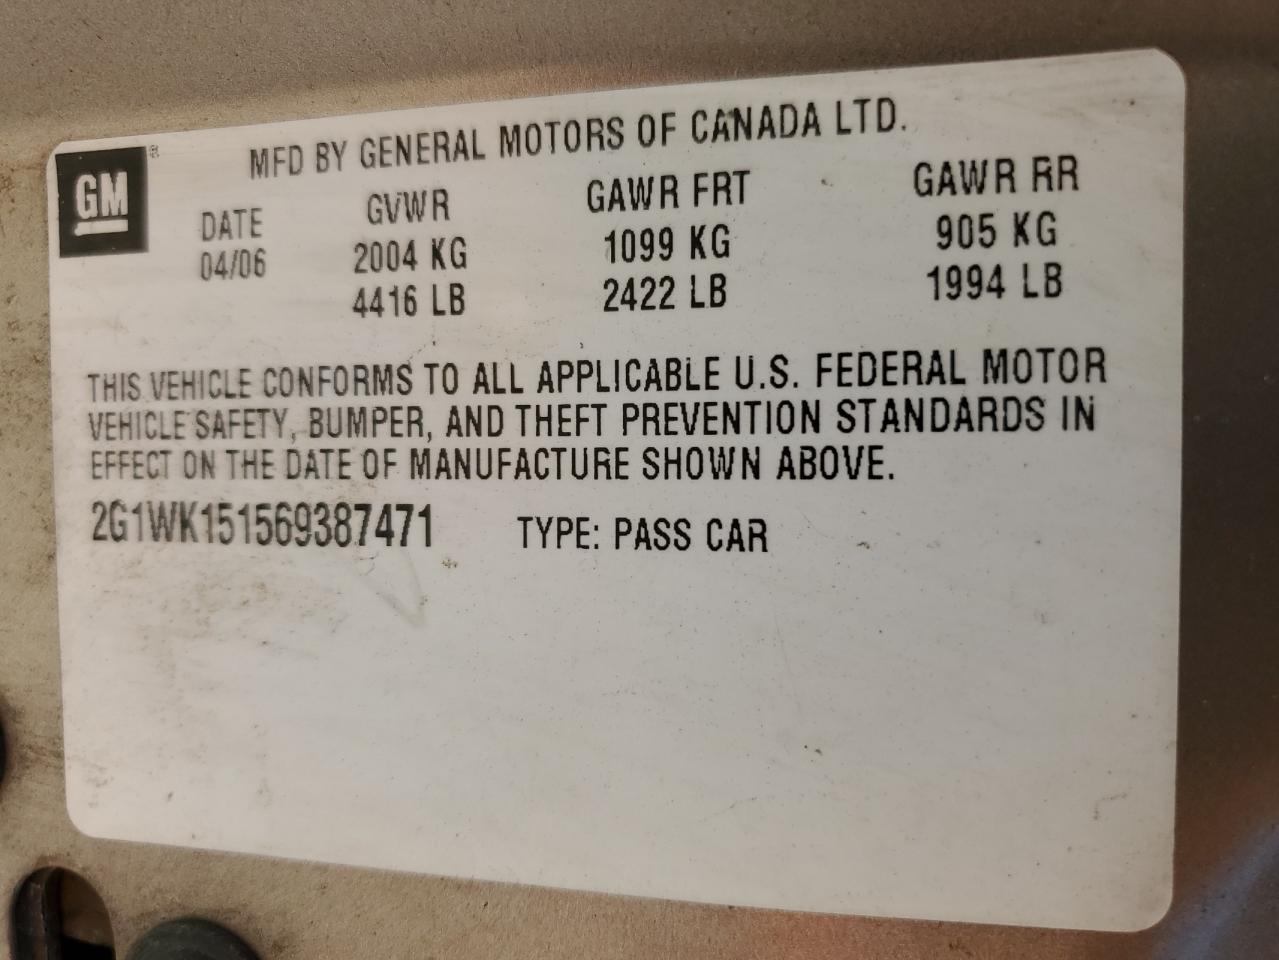 GM®
MFD BY GENERAL MOTORS OF CANADA LTD.
DATE GVWR GAWR FRT GAWR RR
04/06 2004 KG 1099 KG 905 KG
4416 LB 2422 LB 1994 LB
THIS VEHICLE CONFORMS TO ALL APPLICABLE U.S. FEDERAL MOTOR
VEHICLE SAFETY, BUMPER, AND THEFT PREVENTION STANDARDS IN
EFFECT ON THE DATE OF MANUFACTURE SHOWN ABOVE.
2G1WK151569387471 TYPE: PASS CAR